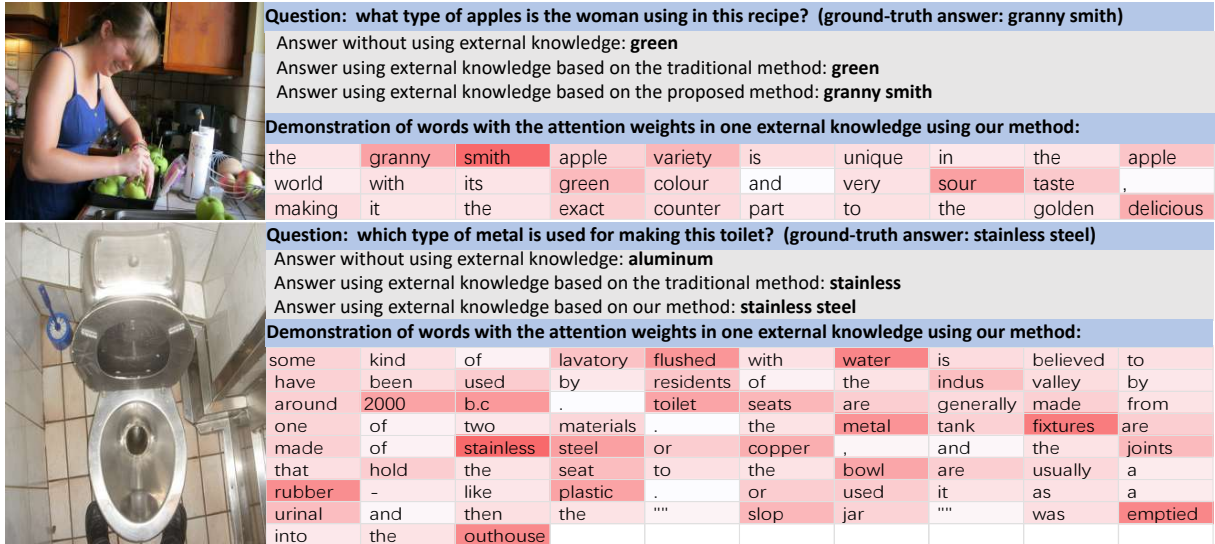 Question: what type of apples is the woman using in this recipe? (ground-truth answer: granny smith)
Answer without using external knowledge: green
Answer using external knowledge based on the traditional method: green
Answer using external knowledge based on the proposed method: granny smith
Demonstration of words with the attention weights in one external knowledge using our method:
the granny smith apple variety is unique in the apple
world with its green colour and very sour taste ,
making it the exact counter part to the golden delicious
Question: which type of metal is used for making this toilet? (ground-truth answer: stainless steel)
Answer without using external knowledge: aluminum
Answer using external knowledge based on the traditional method: stainless
Answer using external knowledge based on our method: stainless steel
Demonstration of words with the attention weights in one external knowledge using our method:
some kind of lavatory flushed with water is believed to
have been used by residents of the indus valley by
around 2000 b.c . toilet seats are generally made from
one of two materials . the metal tank fixtures are
made of stainless steel or copper , and the joints
that hold the seat to the bowl are usually a
rubber - like plastic . or used it as a
urinal and then the "" slop jar "" was emptied
into the outhouse